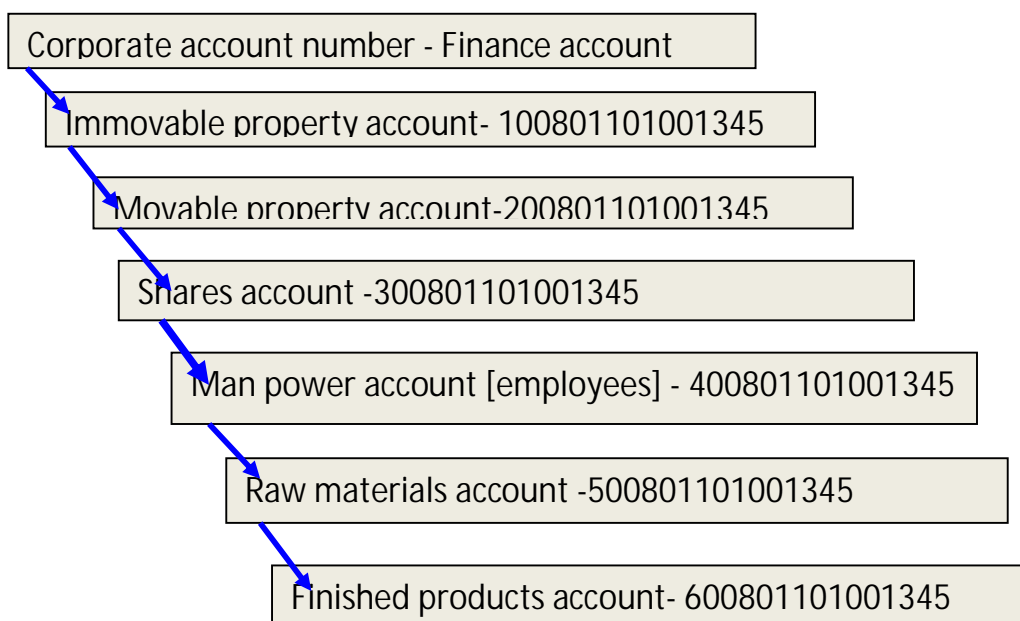 Corporate account number - Finance account
Immovable property account- 100801101001345
Movable property account-200801101001345
Shares account -300801101001345
Man power account [employees] - 400801101001345
Raw materials account -500801101001345
Finished products account- 600801101001345